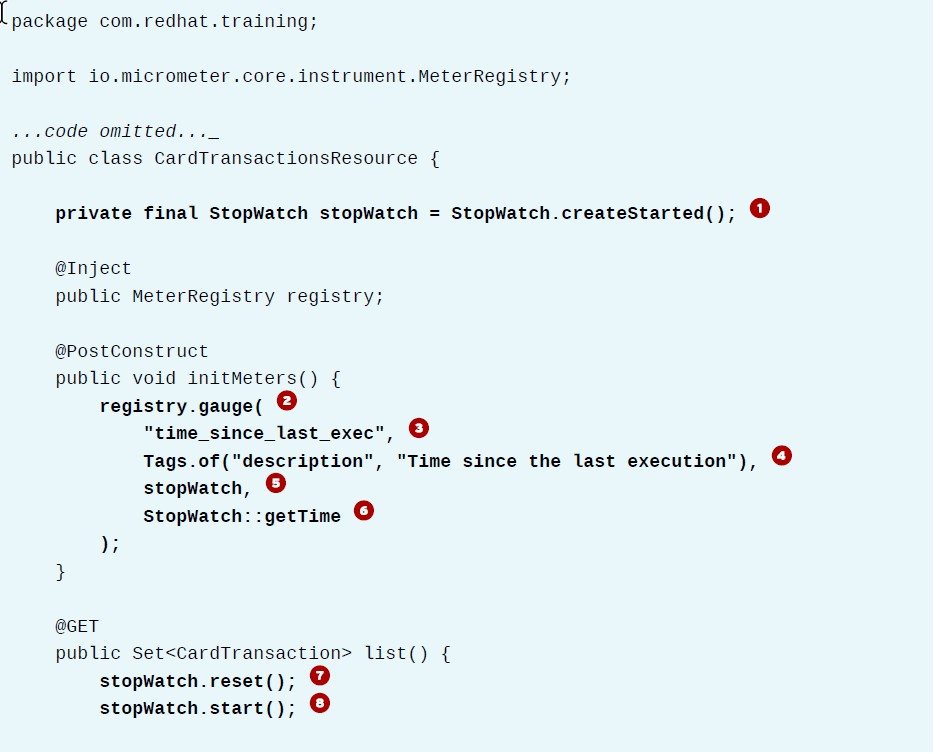 package com.redhat.training;
import io.micrometer.core.instrument.MeterRegistry;
...code omitted..._
public class CardTransactionsResource {
private final StopWatch stopWatch = StopWatch.createStarted(); 1
@Inject
public MeterRegistry registry;
@PostConstruct
public void initMeters() {
registry.gauge( 2
"time_since_last_exec", 3
Tags.of("description", "Time since the last execution"), 4
stopWatch, 5
StopWatch::getTime 6
);
}
@GET
public Set<CardTransaction> list() {
stopWatch.reset(); 7
stopWatch.start(); 8